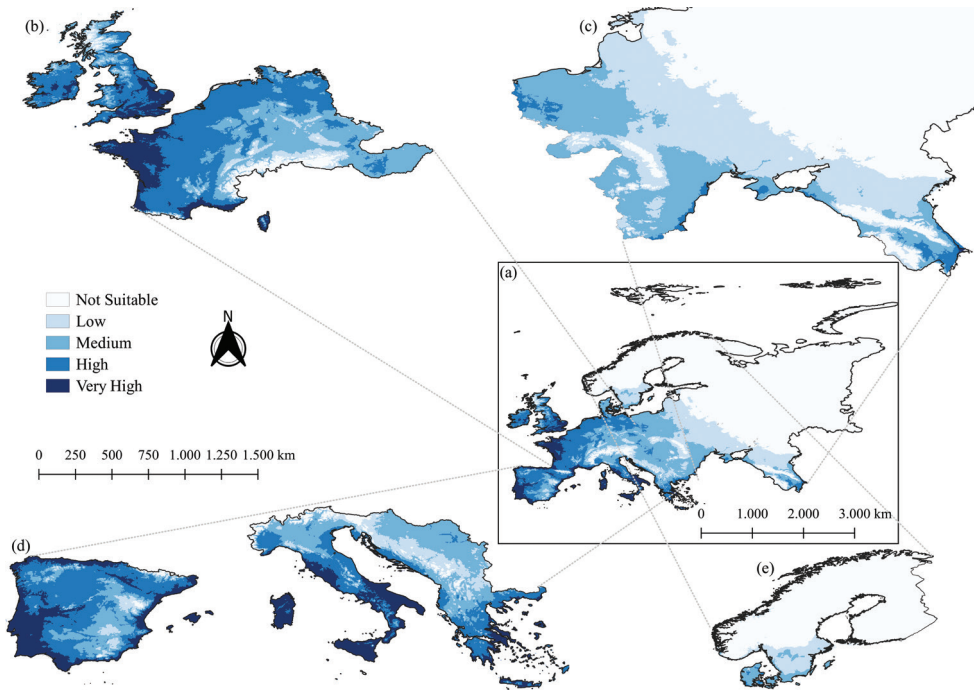 (b)
(c)
(a)
Not Suitable
Low
Medium
High
Very High
N
0 250 500 750 1.000 1.250 1.500 km
0 1.000 2.000 3.000 km
(d)
(e)